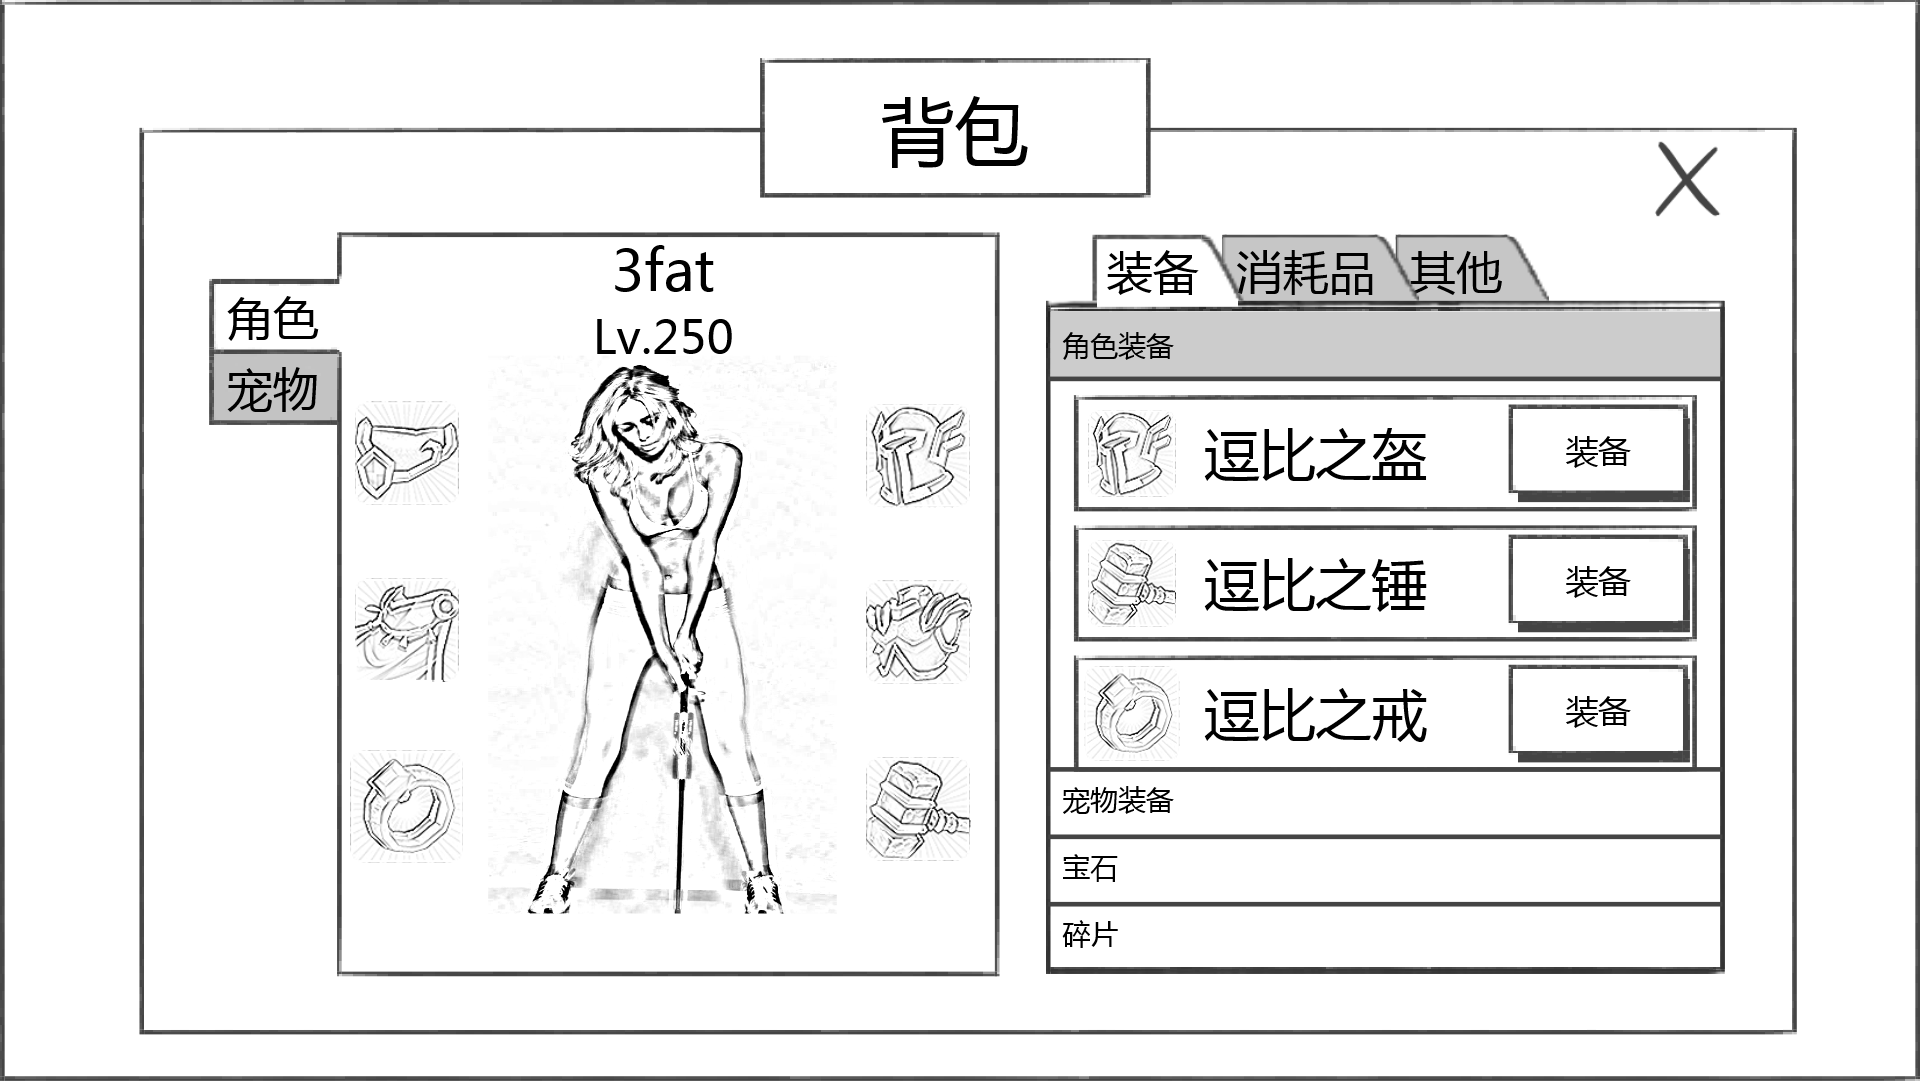 背包
3fat
Lv.250
角色
宠物
装备
消耗品
其他
角色装备
逗比之盔
装备
逗比之锤
装备
逗比之戒
装备
宠物装备
宝石
碎片